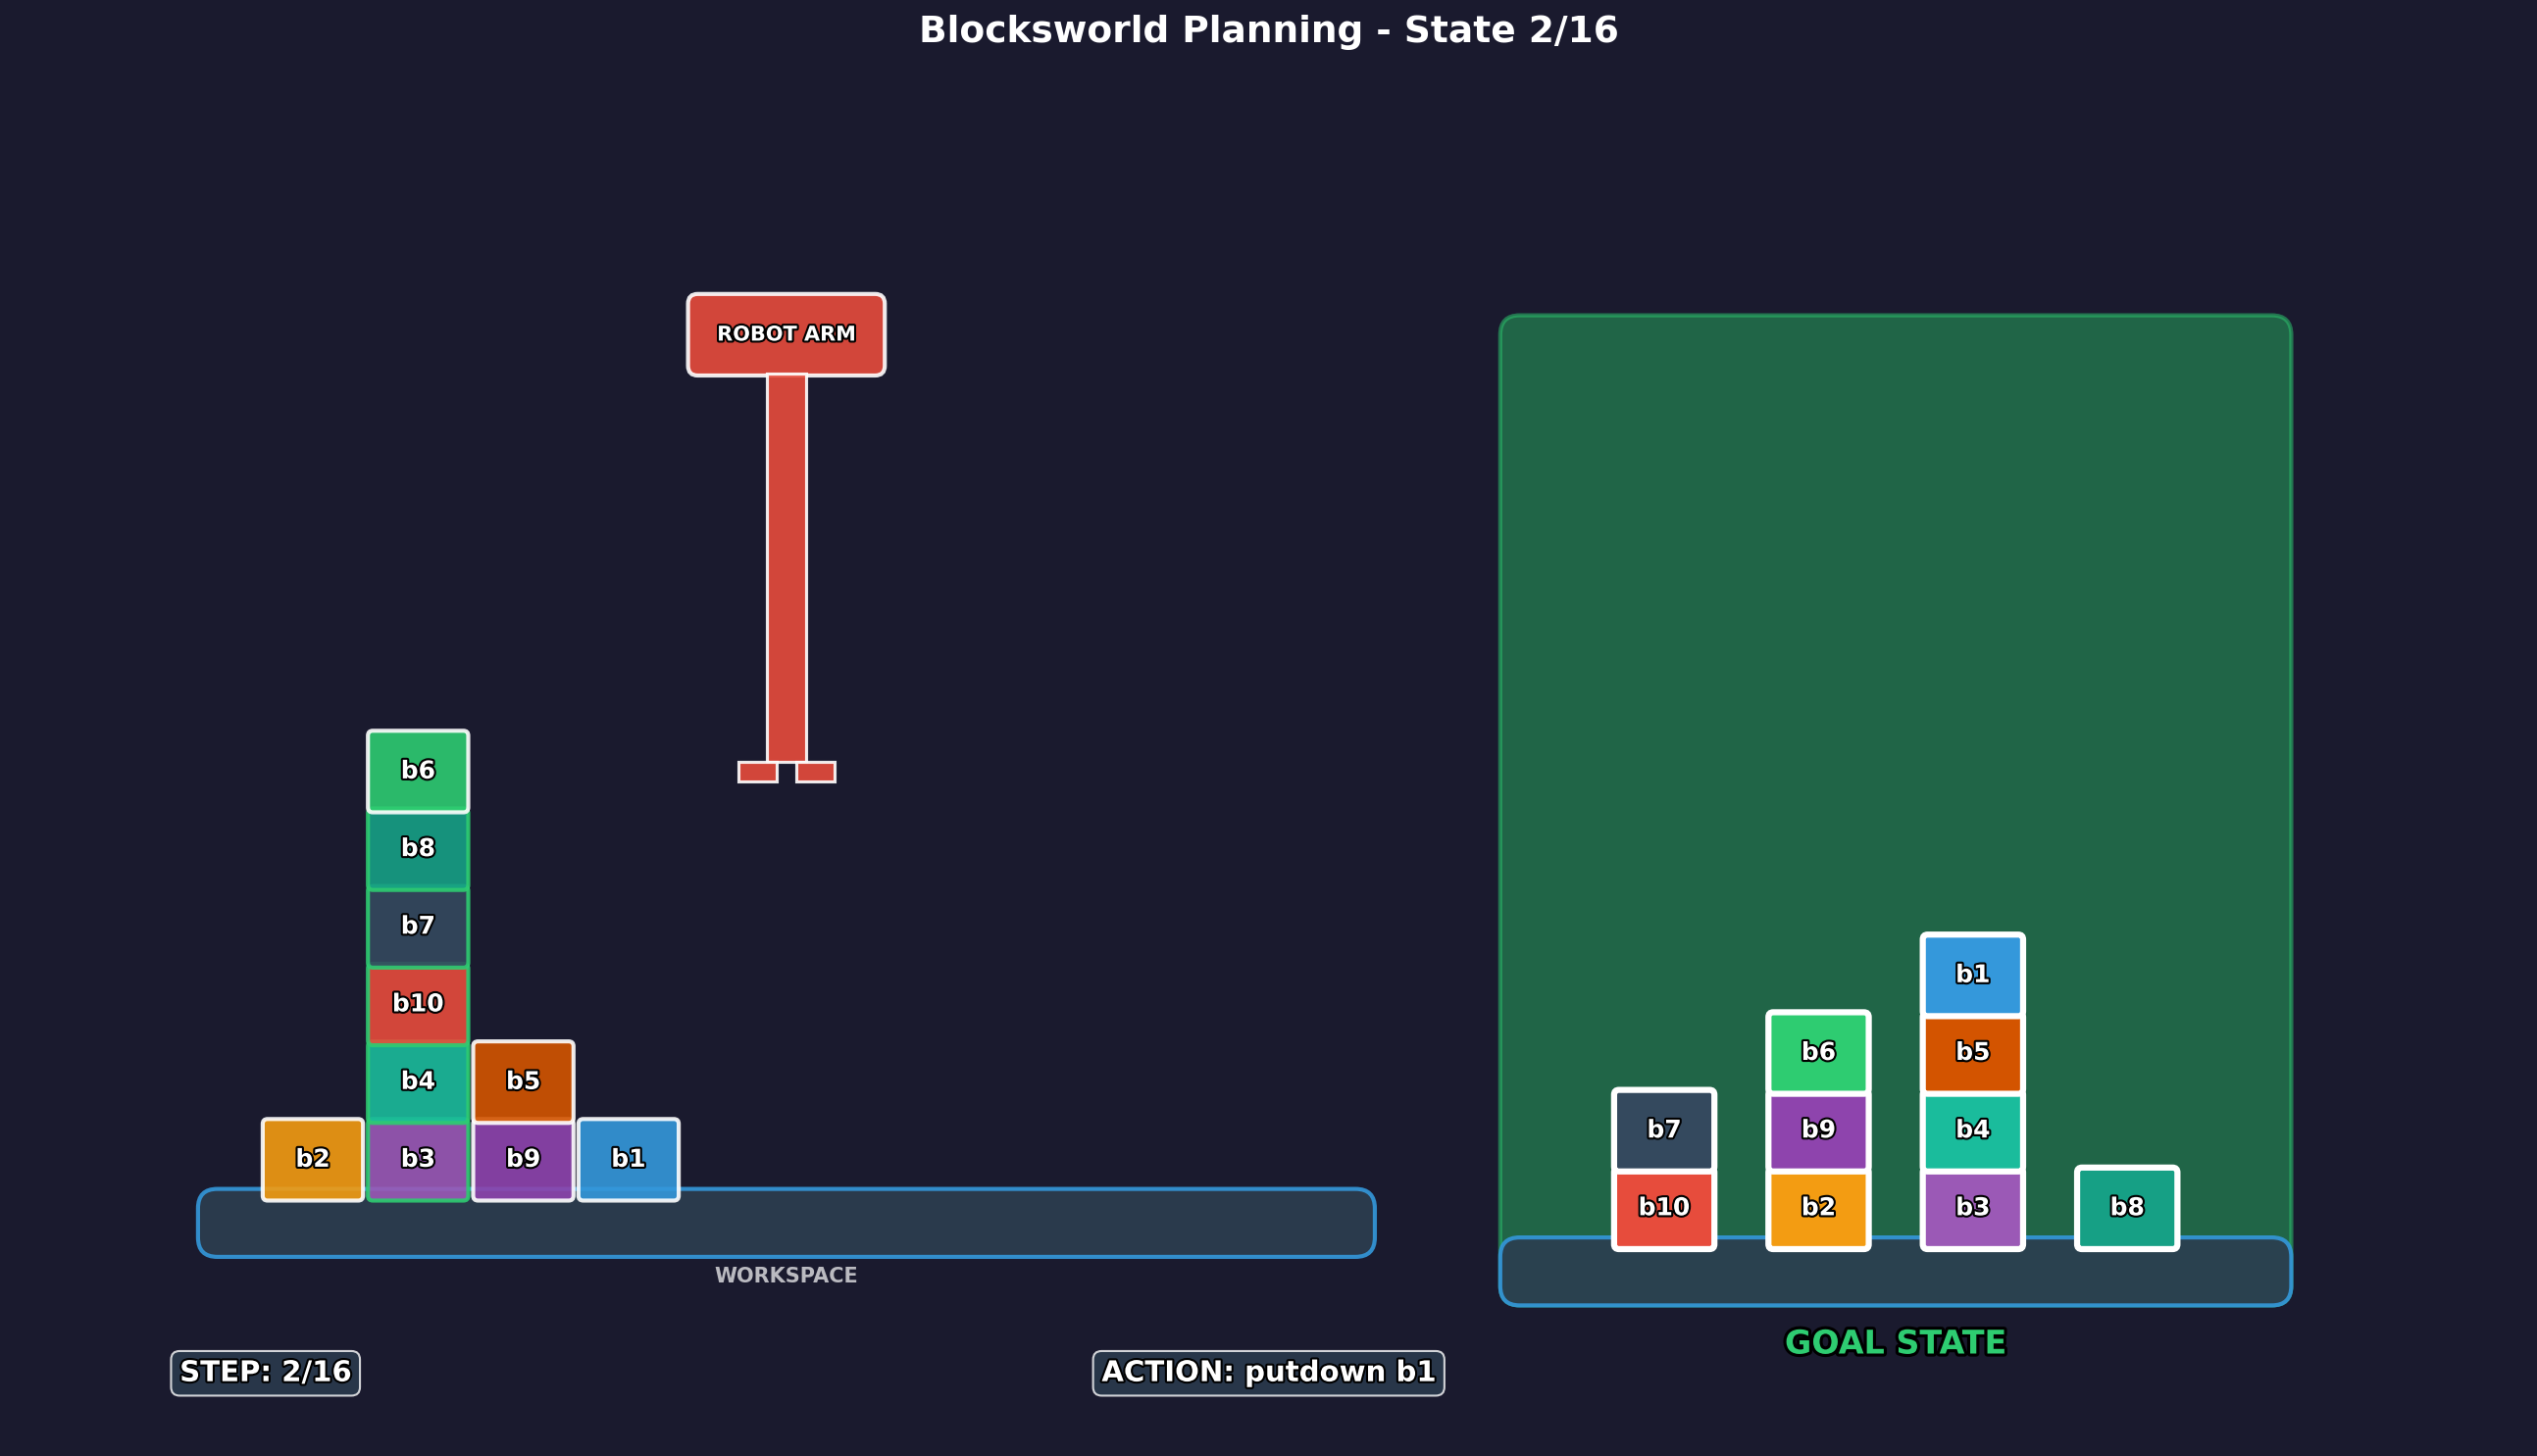 Blocksworld Planning - State 2/16
ROBOT ARM
b6
b8
b7
b10
b4
b5
b2
b3
b9
b1
WORKSPACE
b1
b6
b5
b7
b9
b4
b10
b2
b3
b8
GOAL STATE
STEP: 2/16
ACTION: putdown b1